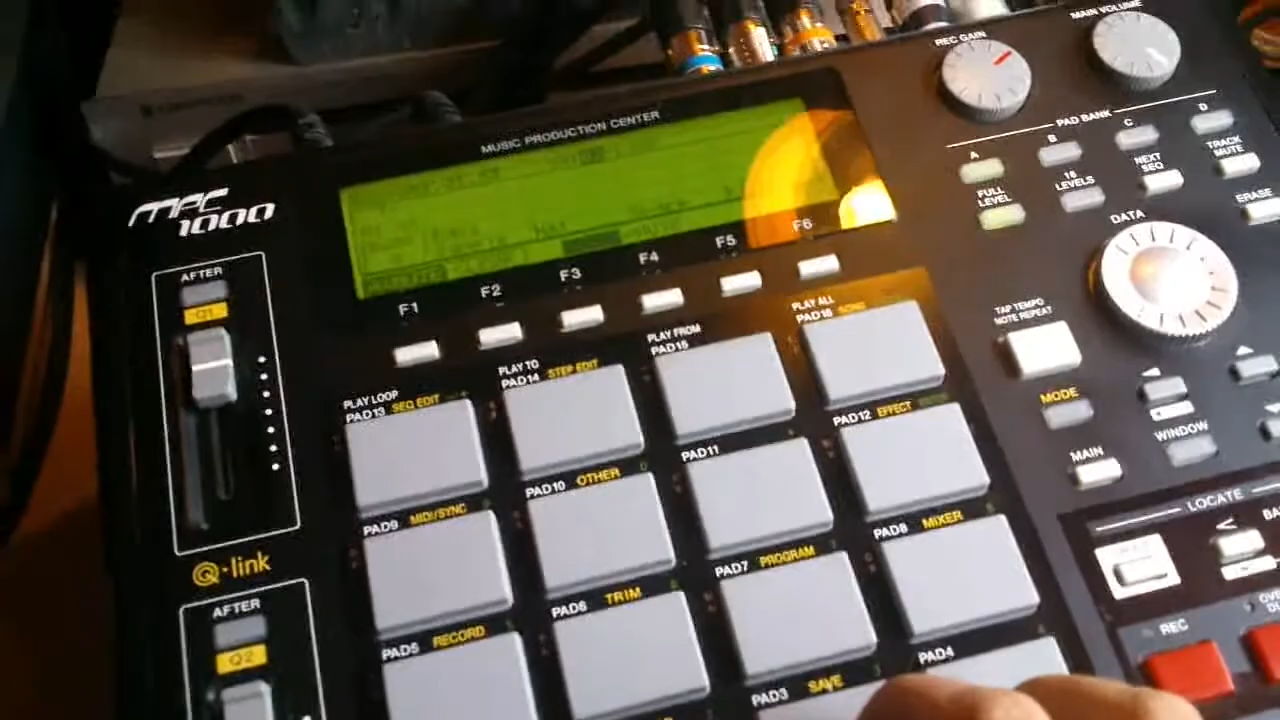 MAIN VOLUME
REC GAIN
MUSIC PRODUCTION CENTER
PAD BANK
A
B
C
D
FULL LEVEL
16 LEVELS
NEXT SEQ
TRACK MUTE
ERASE
MPC 1000
AFTER
Q1
F1
F2
F3
F4
F5
F6
DATA
TAP TEMPO
NOTE REPEAT
PLAY LOOP
PAD13 SEQ EDIT
PLAY TO
PAD14 STEP EDIT
PLAY FROM
PAD15
PLAY ALL
PAD16 SONG
MODE
MAIN
WINDOW
PAD9 MIDI/SYNC
PAD10 OTHER
PAD11
PAD12 EFFECT
LOCATE
Q-link
AFTER
Q2
PAD5 RECORD
PAD6 TRIM
PAD7 PROGRAM
PAD8 MIXER
REC
PAD3 SAVE
PAD4